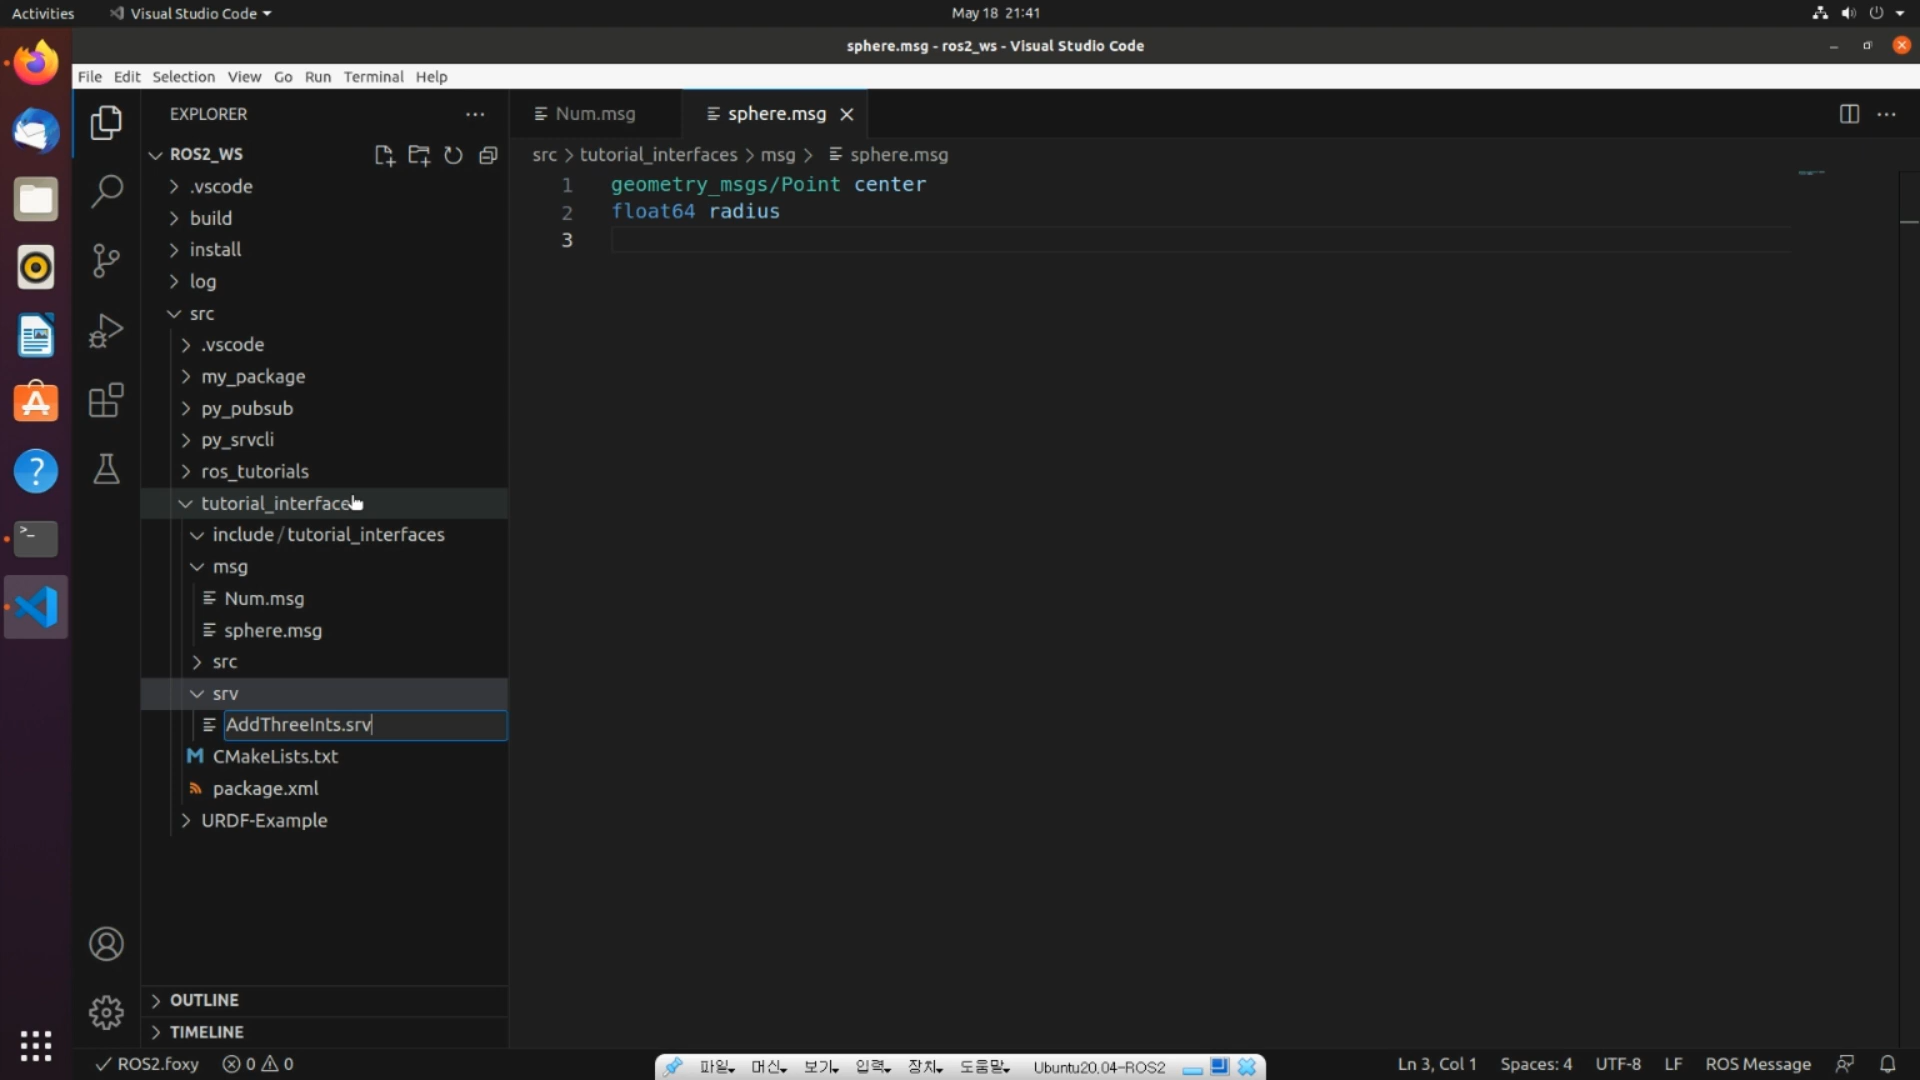 Activities
Visual Studio Code
May 18 21:41
sphere.msg - ros2_ws - Visual Studio Code
File Edit Selection View Go Run Terminal Help
EXPLORER
Num.msg
sphere.msg
ROS2_WS
src > tutorial_interfaces > msg > sphere.msg
.vscode
build
install
log
src
.vscode
my_package
py_pubsub
py_srvcli
ros_tutorials
tutorial_interface
include / tutorial_interfaces
msg
Num.msg
sphere.msg
src
srv
AddThreeInts.srv
CMakeLists.txt
package.xml
URDF-Example
OUTLINE
TIMELINE
1 geometry_msgs/Point center
2 float64 radius
3
ROS2.foxy
0 0
파일 머신 보기 입력 장치 도움말 Ubuntu20,04-ROS2
Ln 3, Col 1
Spaces: 4
UTF-8
LF
ROS Message